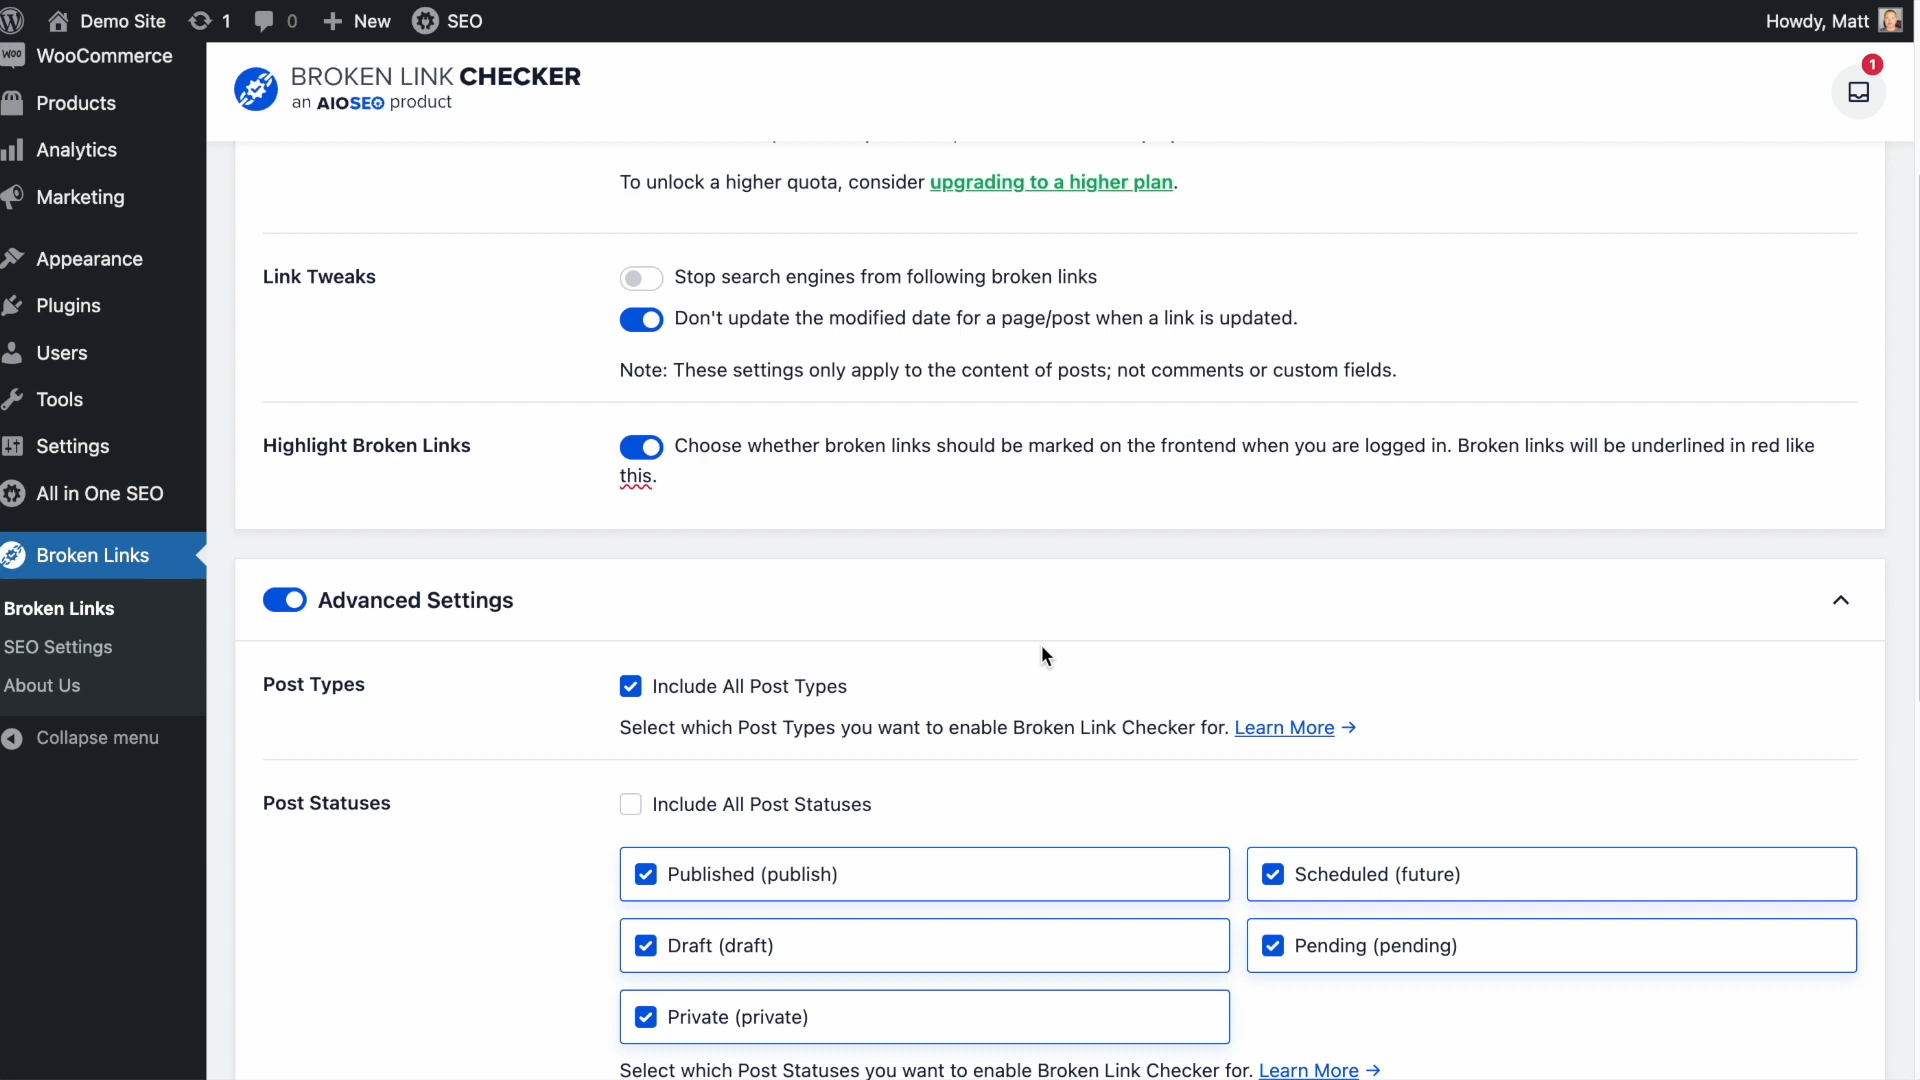 Demo Site 1 0 New SEO Howdy, Matt
WooCommerce
Products
Analytics
Marketing
Appearance
Plugins
Users
Tools
Settings
All in One SEO
Broken Links
Broken Links
SEO Settings
About Us
Collapse menu
BROKEN LINK CHECKER
an AIOSEO product
1
To unlock a higher quota, consider upgrading to a higher plan.
Link Tweaks
Stop search engines from following broken links
Don't update the modified date for a page/post when a link is updated.
Note: These settings only apply to the content of posts; not comments or custom fields.
Highlight Broken Links
Choose whether broken links should be marked on the frontend when you are logged in. Broken links will be underlined in red like
this.
Advanced Settings
Post Types
Include All Post Types
Select which Post Types you want to enable Broken Link Checker for. Learn More →
Post Statuses
Include All Post Statuses
Published (publish)
Scheduled (future)
Draft (draft)
Pending (pending)
Private (private)
Select which Post Statuses you want to enable Broken Link Checker for. Learn More →